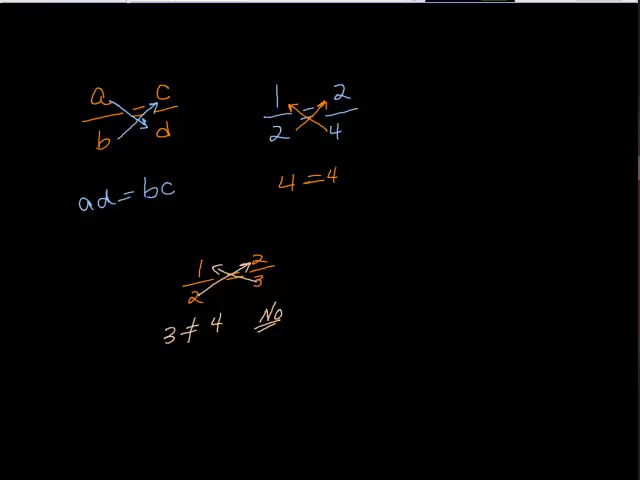 a/b = c/d
1/2 = 2/4
ad = bc
4 = 4
1/2 = 2/3
3 ≠ 4 No